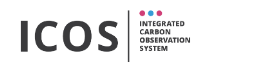 ICOS
INTEGRATED
CARBON
OBSERVATION
SYSTEM